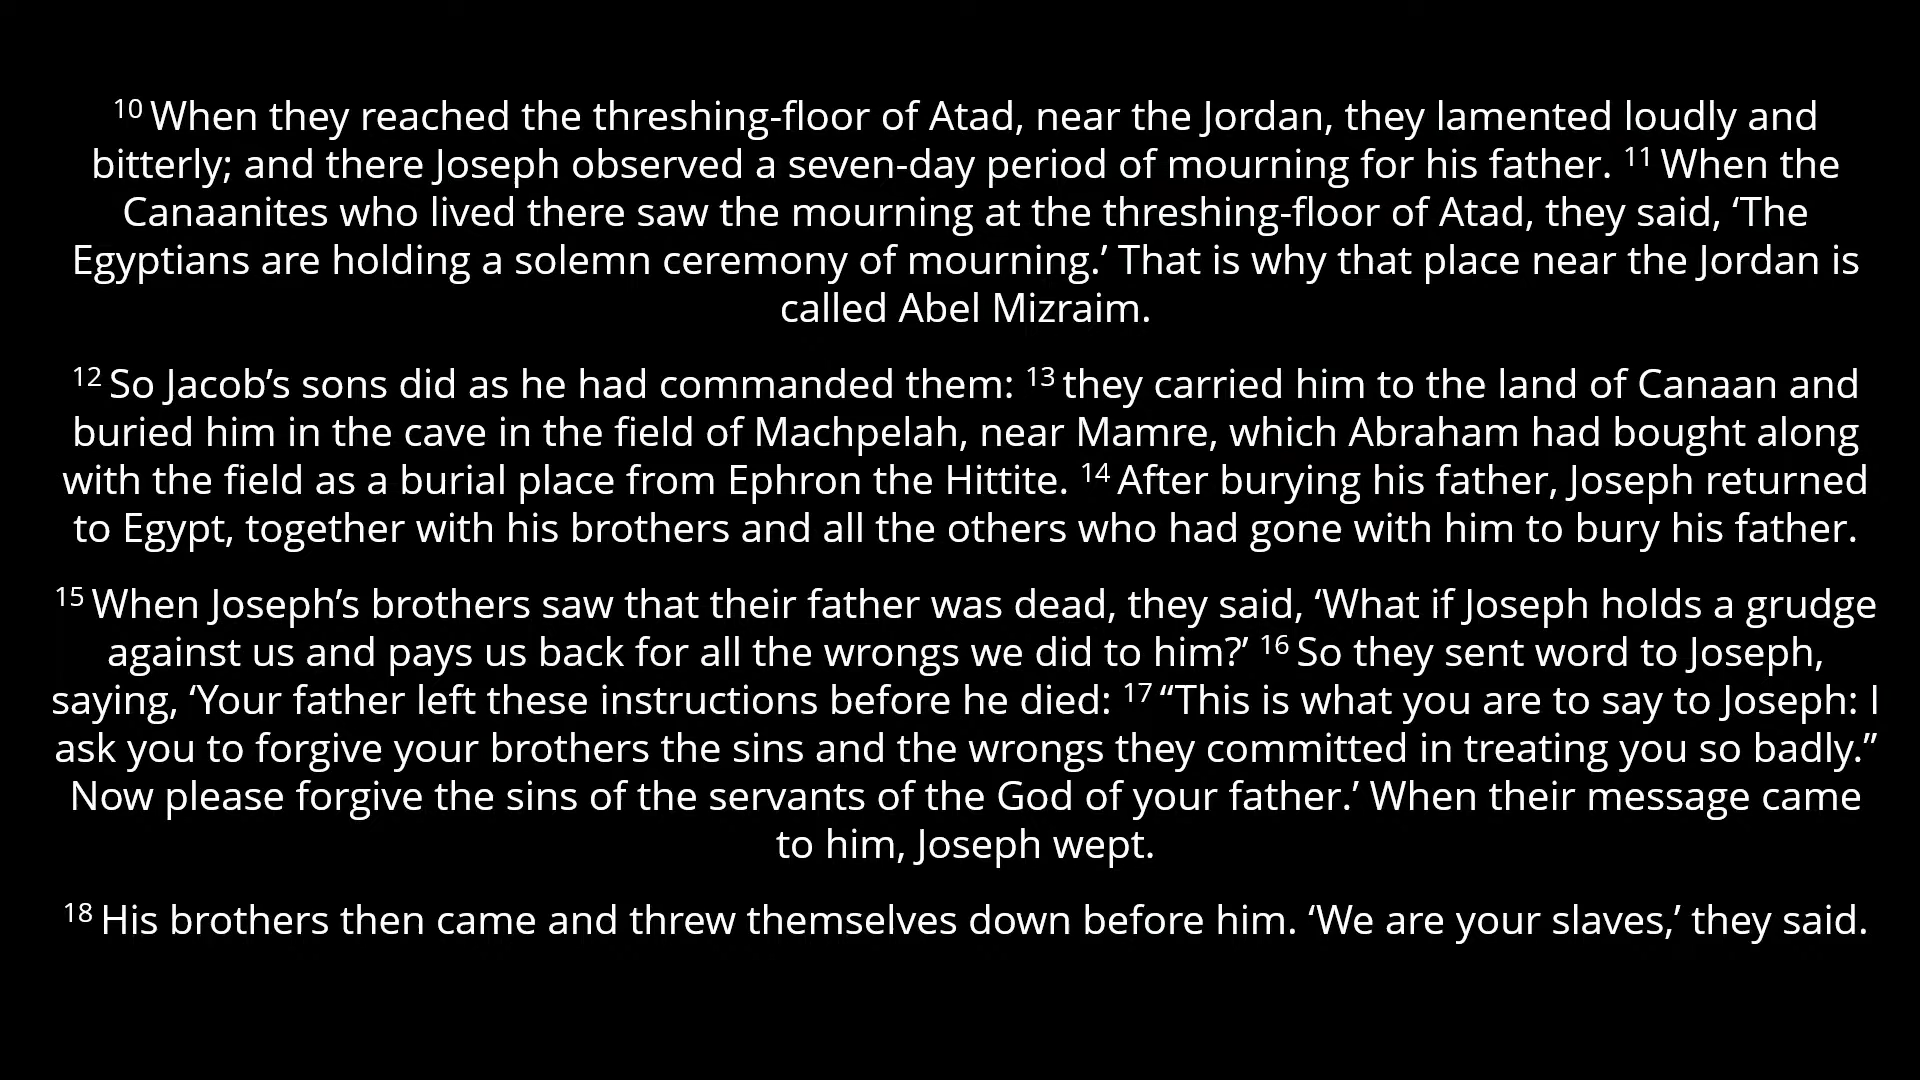 10 When they reached the threshing-floor of Atad, near the Jordan, they lamented loudly and
bitterly; and there Joseph observed a seven-day period of mourning for his father. 11 When the
Canaanites who lived there saw the mourning at the threshing-floor of Atad, they said, ‘The
Egyptians are holding a solemn ceremony of mourning.’ That is why that place near the Jordan is
called Abel Mizraim.
12 So Jacob’s sons did as he had commanded them: 13 they carried him to the land of Canaan and
buried him in the cave in the field of Machpelah, near Mamre, which Abraham had bought along
with the field as a burial place from Ephron the Hittite. 14 After burying his father, Joseph returned
to Egypt, together with his brothers and all the others who had gone with him to bury his father.
15 When Joseph’s brothers saw that their father was dead, they said, ‘What if Joseph holds a grudge
against us and pays us back for all the wrongs we did to him?’ 16 So they sent word to Joseph,
saying, ‘Your father left these instructions before he died: 17 “This is what you are to say to Joseph: I
ask you to forgive your brothers the sins and the wrongs they committed in treating you so badly.”
Now please forgive the sins of the servants of the God of your father.’ When their message came
to him, Joseph wept.
18 His brothers then came and threw themselves down before him. ‘We are your slaves,’ they said.